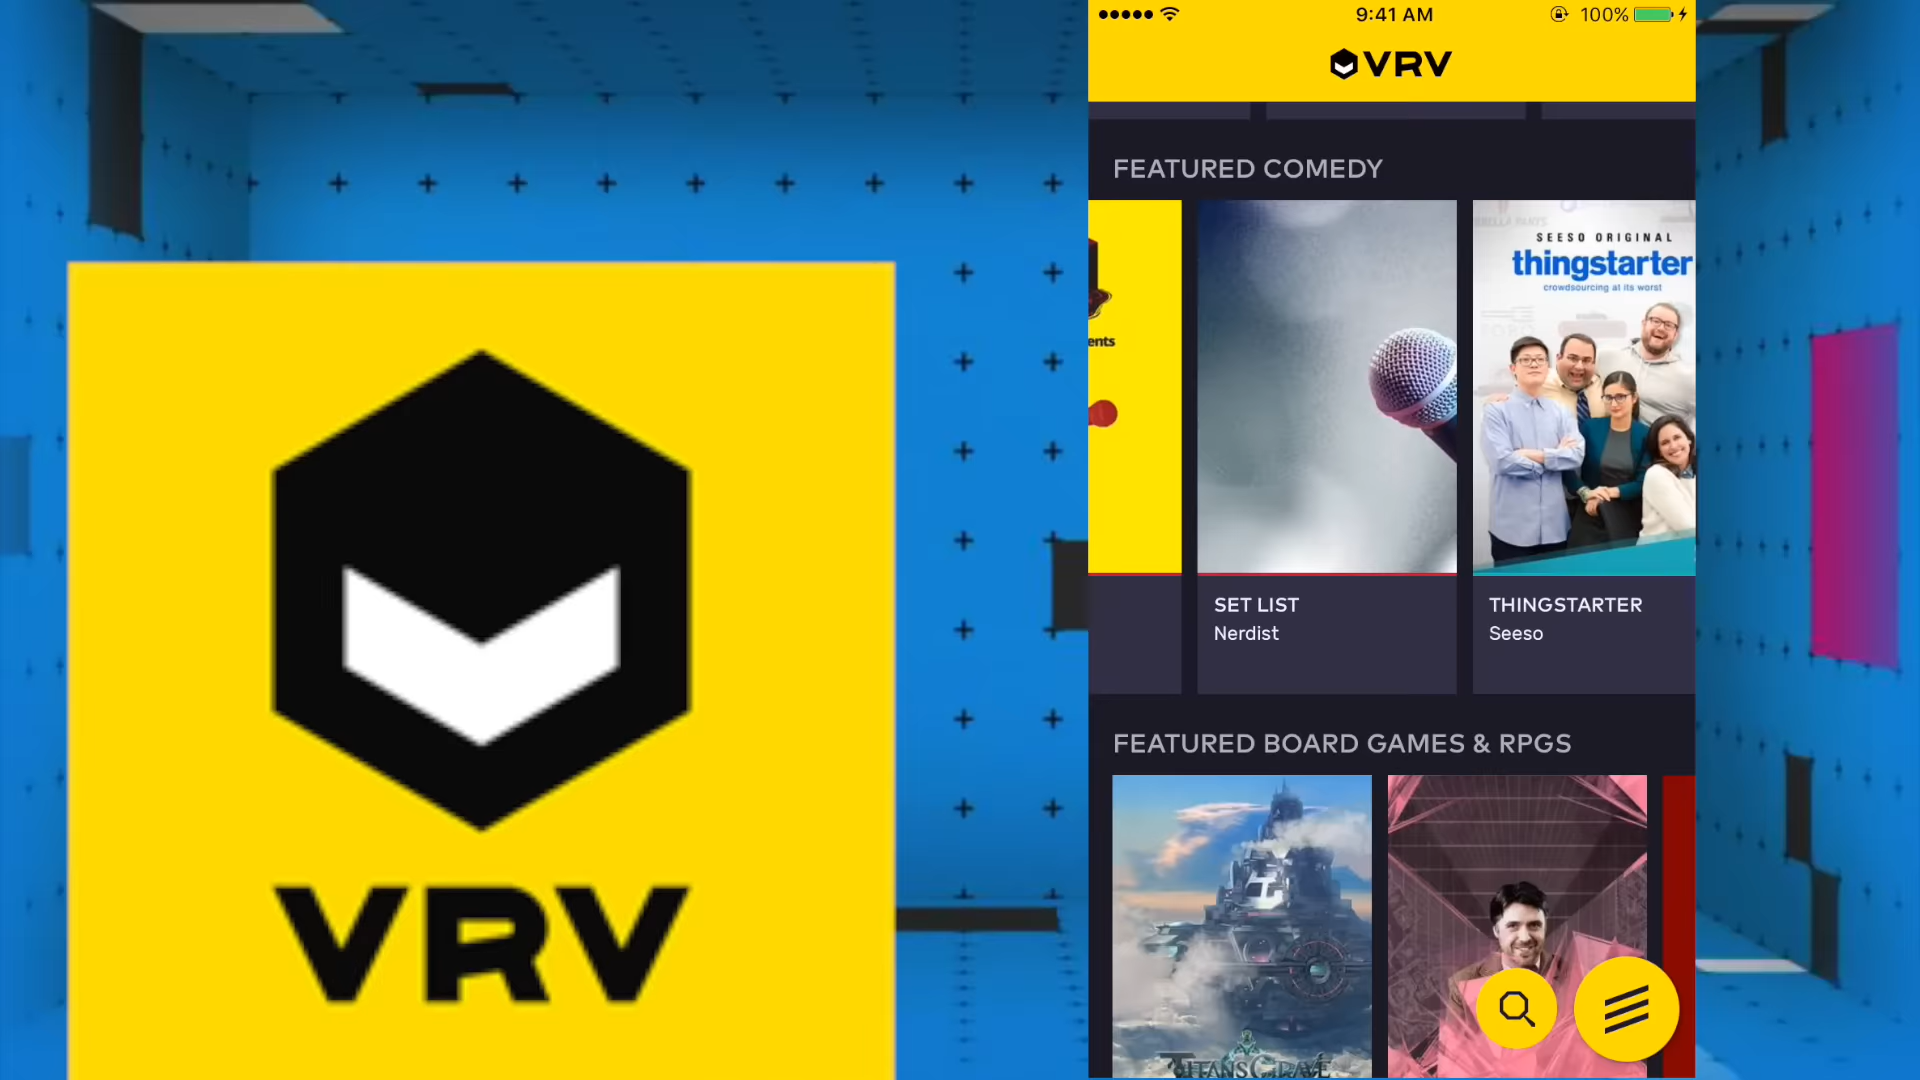 VRV
9:41 AM
100%
VRV
FEATURED COMEDY
ents
SEESO ORIGINAL
thingstarter
crowdsourcing at its worst
SET LIST
Nerdist
THINGSTARTER
Seeso
FEATURED BOARD GAMES & RPGS
TITANSGRAVE